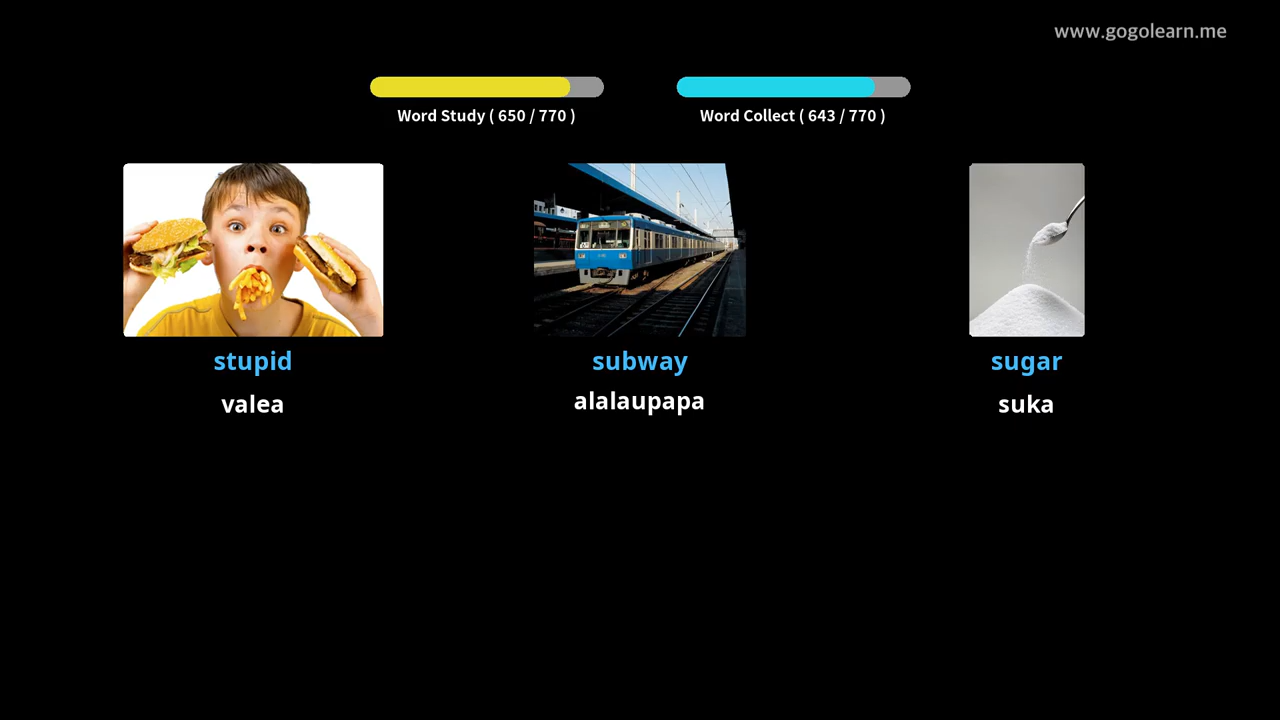 www.gogolearn.me
Word Study ( 650 / 770 )
Word Collect ( 643 / 770 )
stupid
subway
sugar
valea
alalaupapa
suka